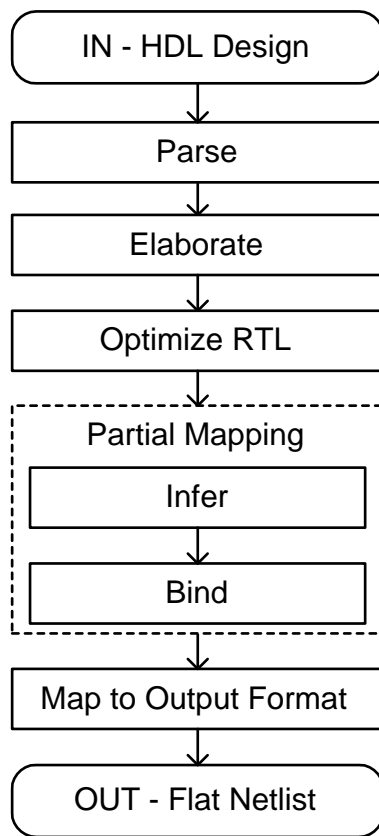 IN - HDL Design
Parse
Elaborate
Optimize RTL
Partial Mapping
Infer
Bind
Map to Output Format
OUT - Flat Netlist